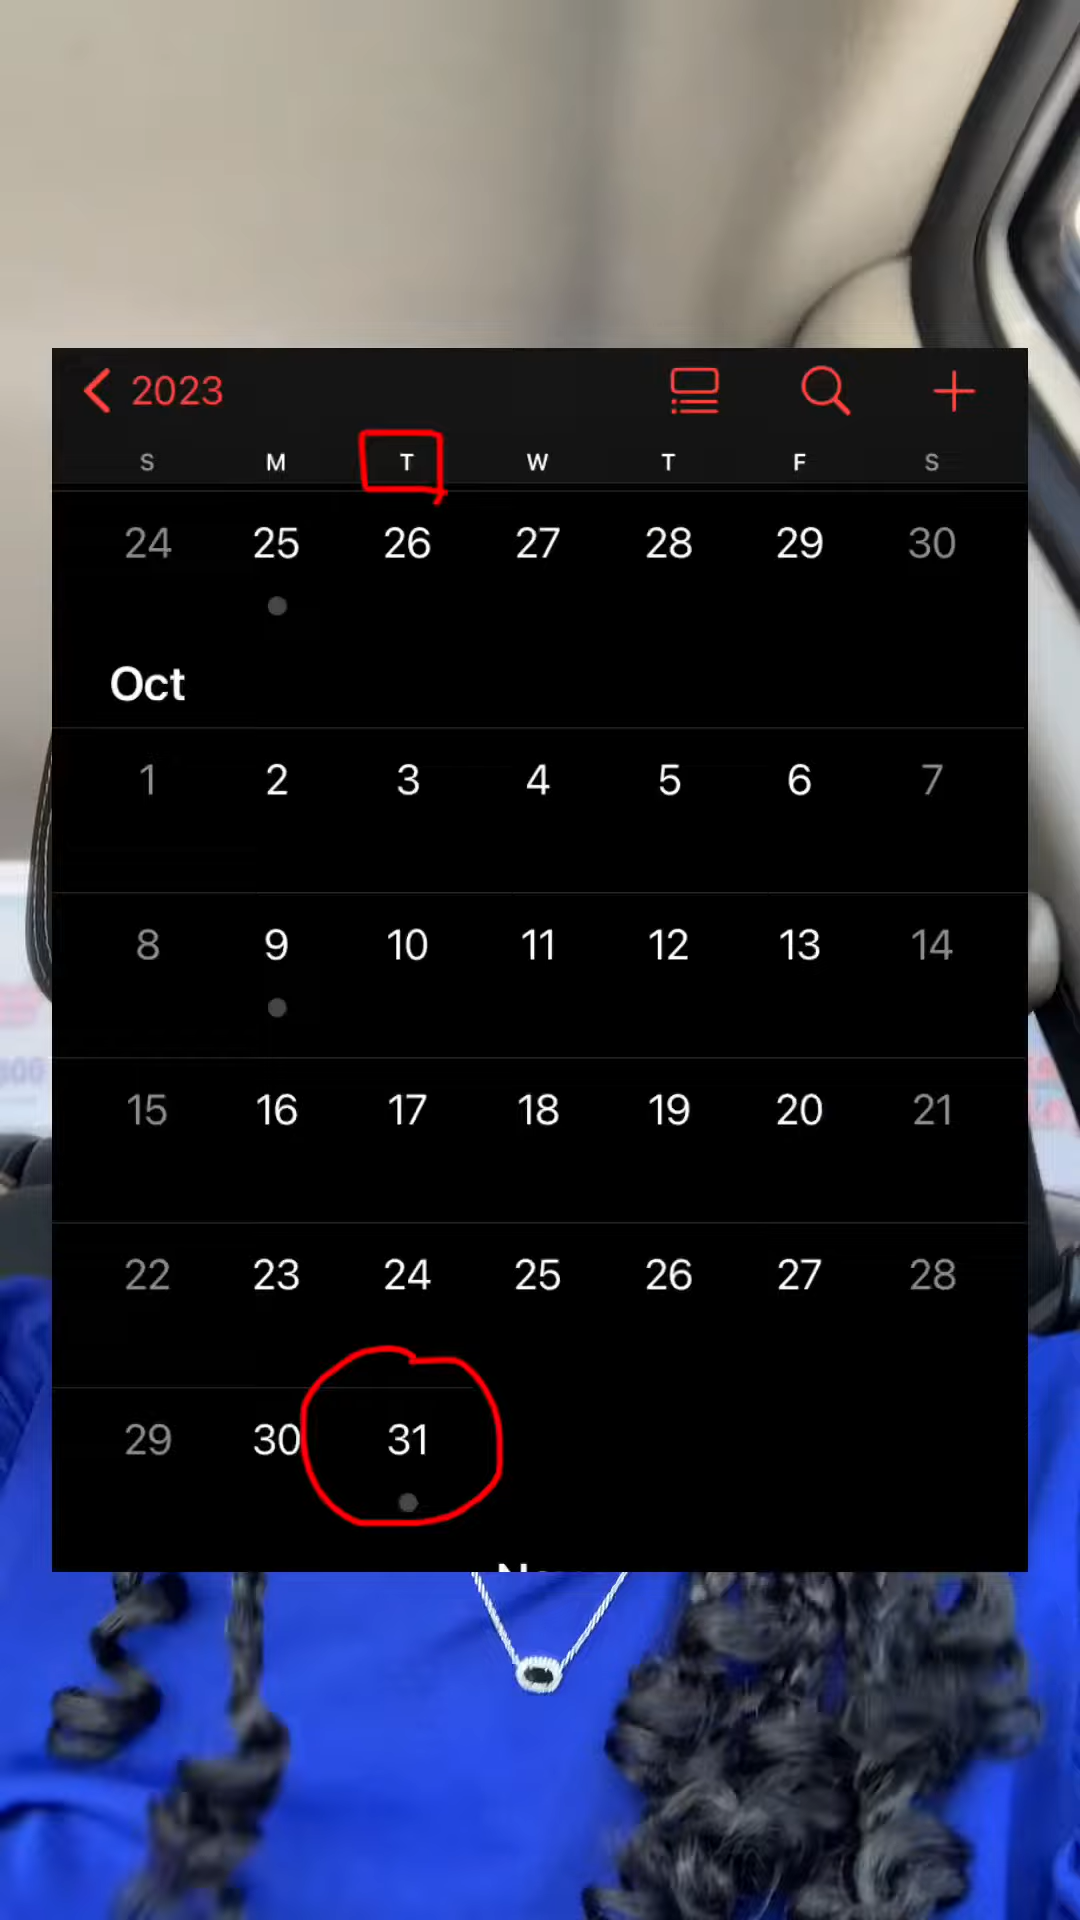 2023
S M T W T F S
24 25 26 27 28 29 30
Oct
1 2 3 4 5 6 7
8 9 10 11 12 13 14
15 16 17 18 19 20 21
22 23 24 25 26 27 28
29 30 31